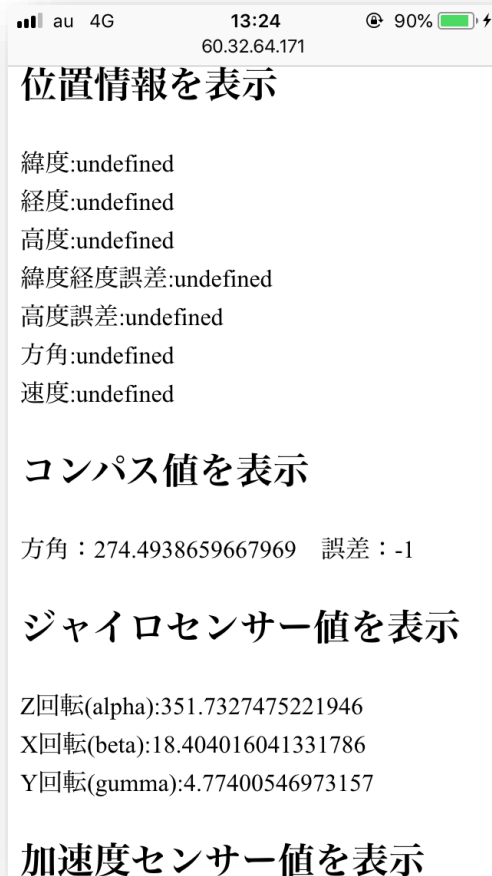 au 4G 13:24 90%
60.32.64.171
位置情報を表示
緯度:undefined
経度:undefined
高度:undefined
緯度経度誤差:undefined
高度誤差:undefined
方角:undefined
速度:undefined
コンパス値を表示
方角：274.4938659667969　誤差：-1
ジャイロセンサー値を表示
Z回転(alpha):351.7327475221946
X回転(beta):18.404016041331786
Y回転(gumma):4.77400546973157
加速度センサー値を表示